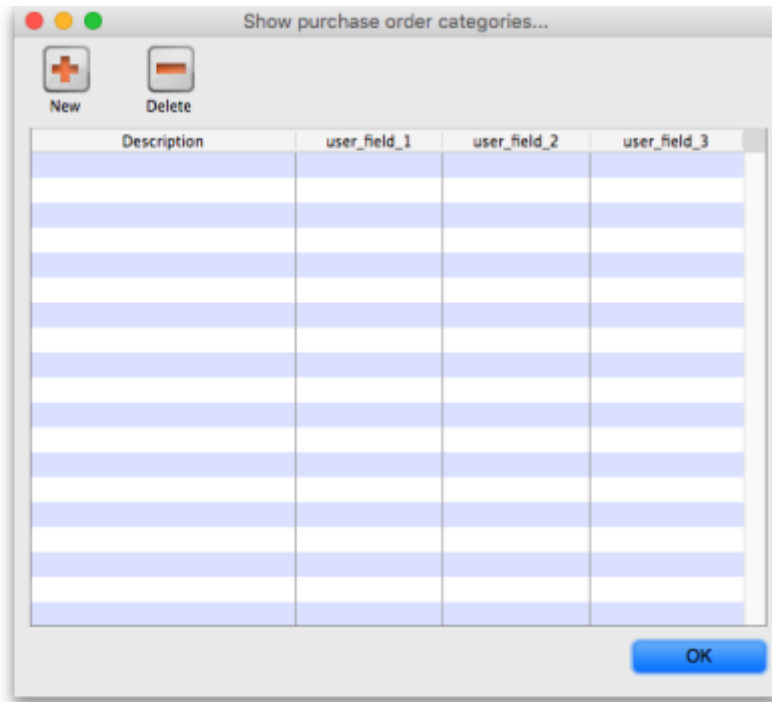 Show purchase order categories...
New Delete
Description user_field_1 user_field_2 user_field_3
OK